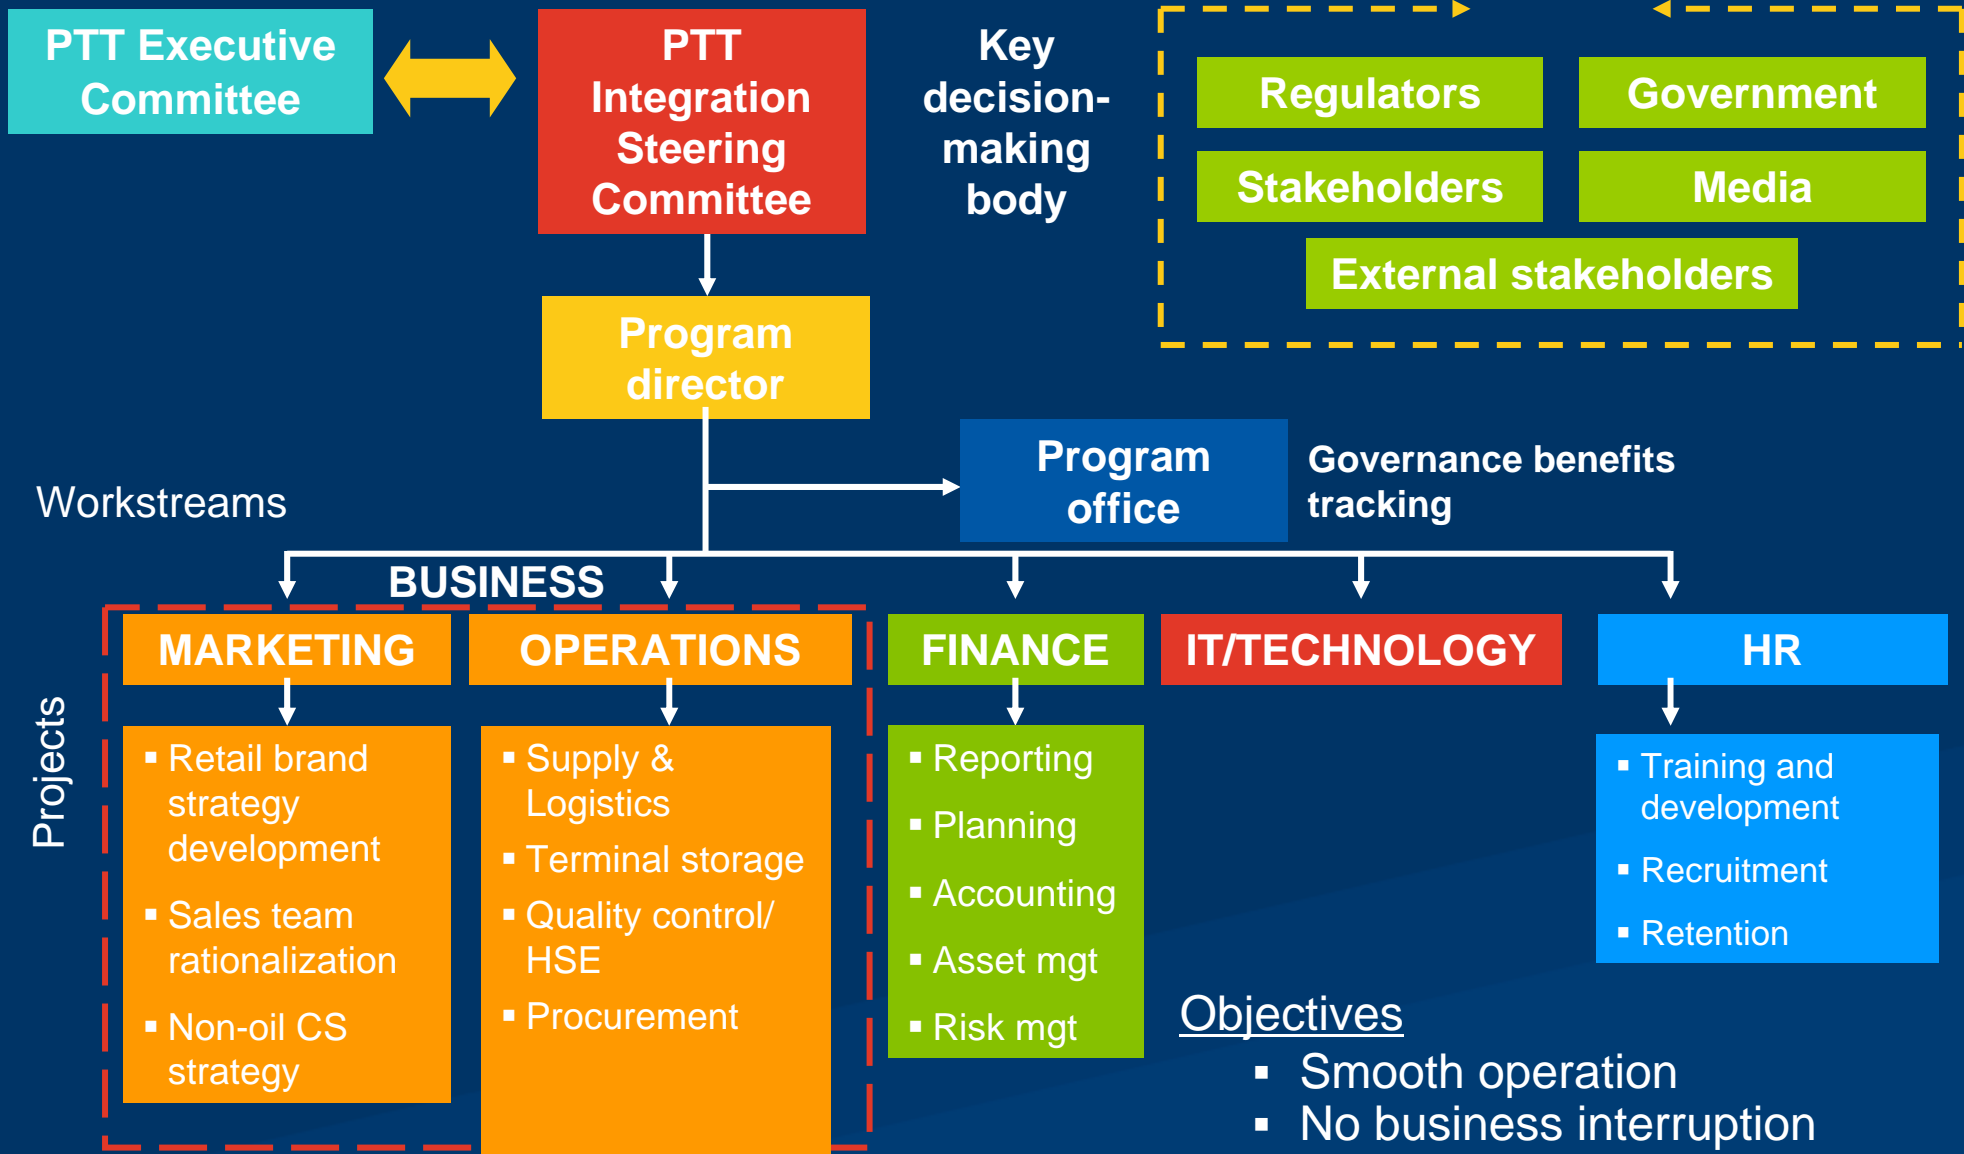 PTT Executive
Committee
PTT
Integration
Steering
Committee
Key
decision-
making
body
Regulators
Government
Stakeholders
Media
External stakeholders
Program
director
Program
office
Governance benefits
tracking
Workstreams
BUSINESS
MARKETING
OPERATIONS
FINANCE
IT/TECHNOLOGY
HR
Projects
▪ Retail brand
strategy
development
▪ Sales team
rationalization
▪ Non-oil CS
strategy
▪ Supply &
Logistics
▪ Terminal storage
▪ Quality control/
HSE
▪ Procurement
▪ Reporting
▪ Planning
▪ Accounting
▪ Asset mgt
▪ Risk mgt
▪ Training and
development
▪ Recruitment
▪ Retention
Objectives
▪ Smooth operation
▪ No business interruption